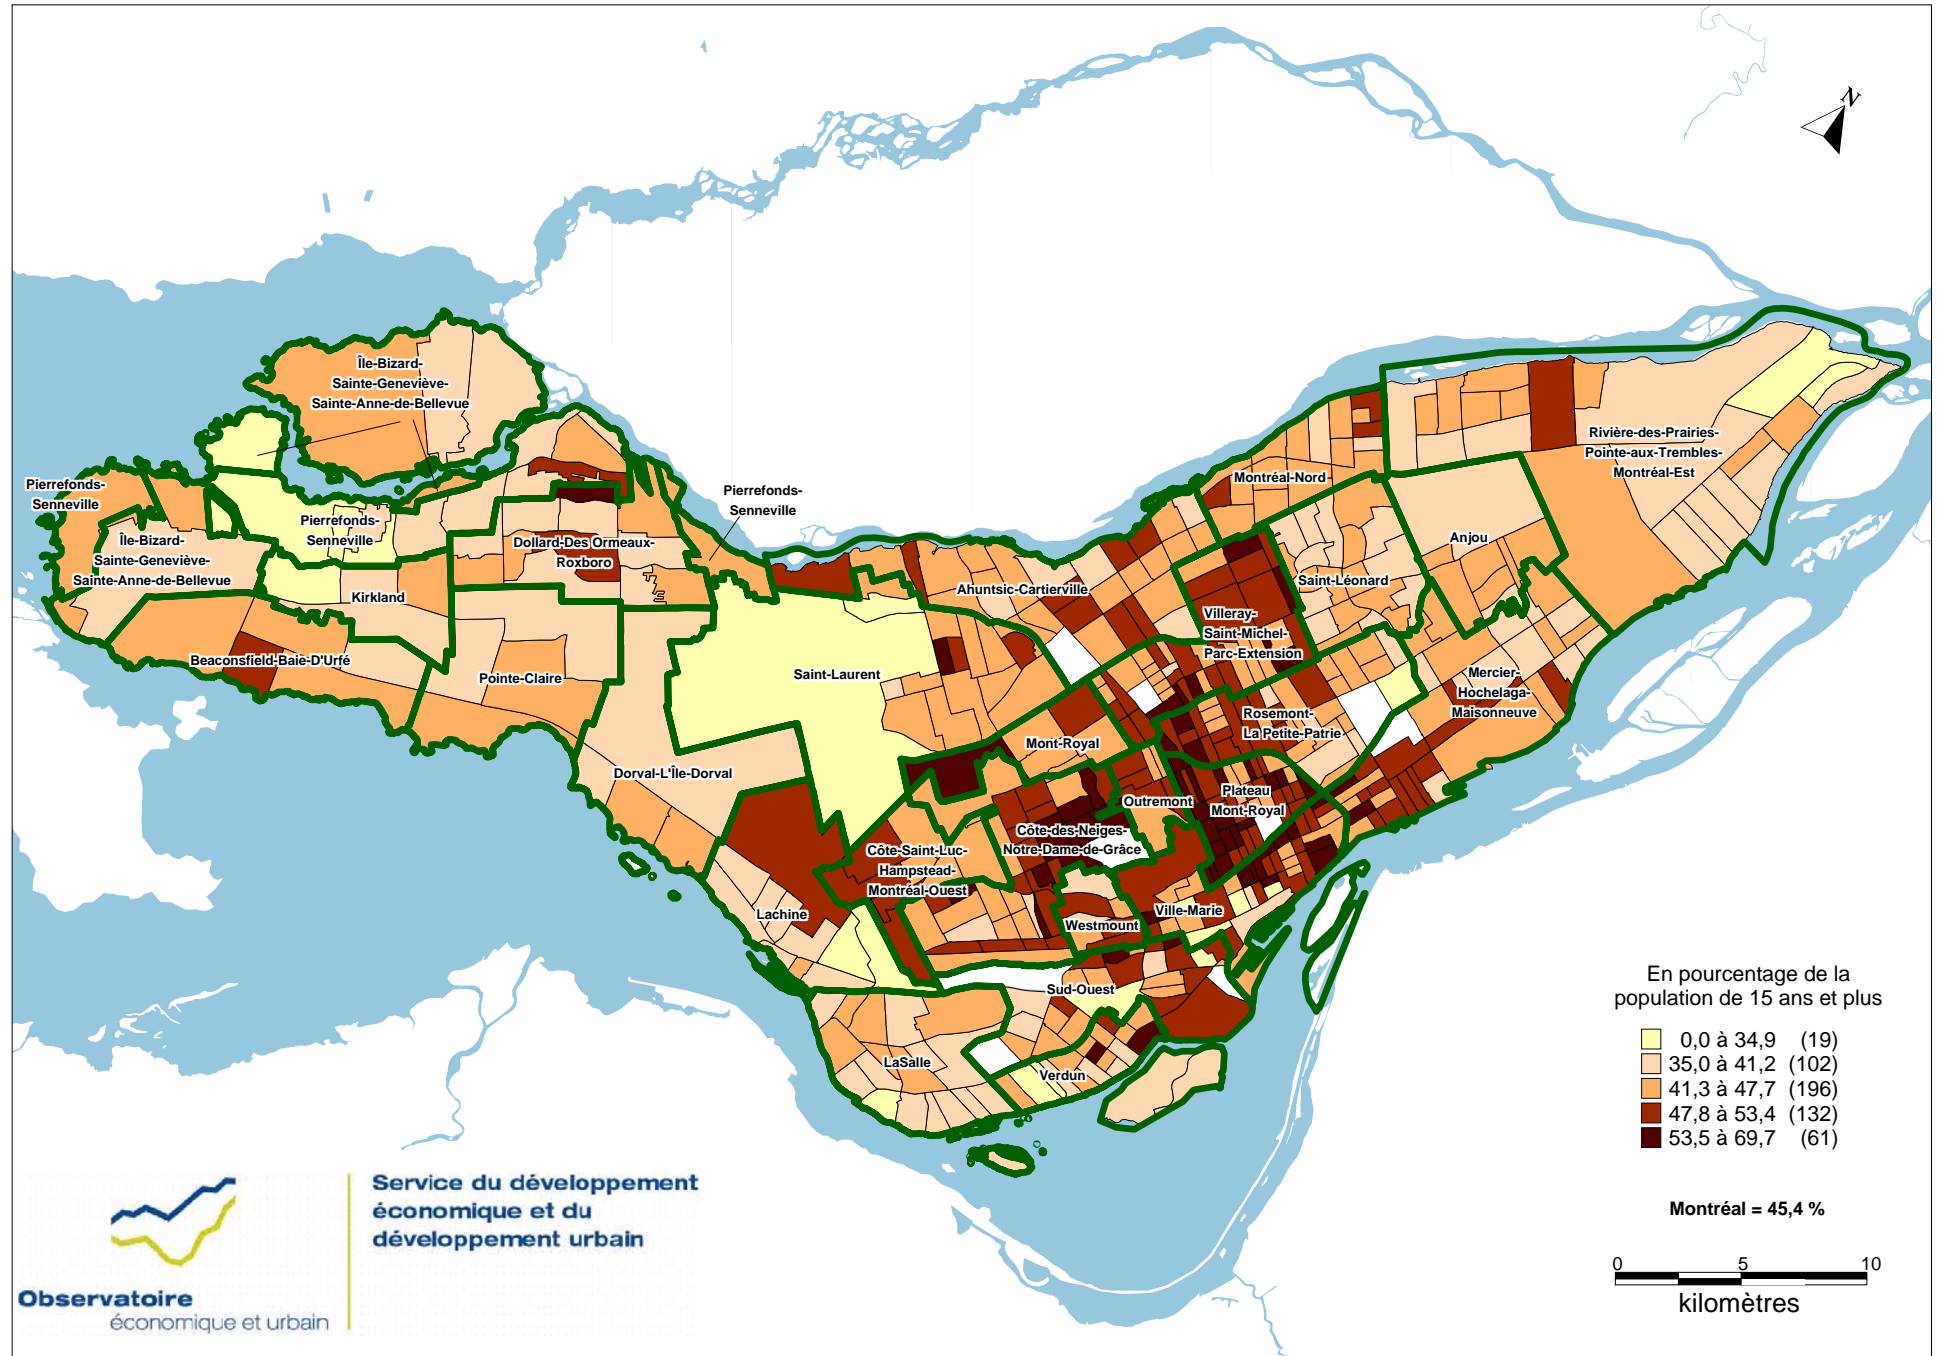 N
Île-Bizard-
Sainte-Geneviève-
Sainte-Anne-de-Bellevue
Pierrefonds-
Senneville
Pierrefonds-
Senneville
Pierrefonds-
Senneville
Île-Bizard-
Sainte-Geneviève-
Sainte-Anne-de-Bellevue
Dollard-Des Ormeaux-
Roxboro
Kirkland
Beaconsfield-Baie-D'Urfé
Pointe-Claire
Dorval-L'Île-Dorval
Saint-Laurent
Ahuntsic-Cartierville
Montréal-Nord
Rivière-des-Prairies-
Pointe-aux-Trembles-
Montréal-Est
Anjou
Saint-Léonard
Villeray-
Saint-Michel-
Parc-Extension
Mercier-
Hochelaga-
Maisonneuve
Rosemont-
La Petite-Patrie
Mont-Royal
Outremont
Plateau
Mont-Royal
Côte-des-Neiges-
Notre-Dame-de-Grâce
Côte-Saint-Luc-
Hampstead-
Montréal-Ouest
Lachine
Westmount
Ville-Marie
Sud-Ouest
LaSalle
Verdun
En pourcentage de la
population de 15 ans et plus
0,0 à 34,9 (19)
35,0 à 41,2 (102)
41,3 à 47,7 (196)
47,8 à 53,4 (132)
53,5 à 69,7 (61)
Montréal = 45,4 %
0 5 10
kilomètres
Service du développement
économique et du
développement urbain
Observatoire
économique et urbain